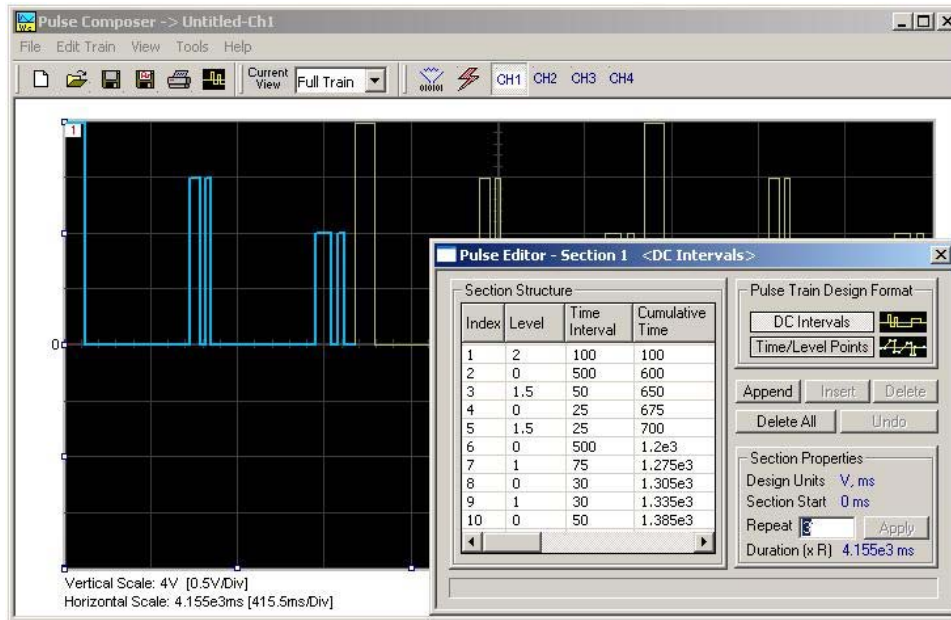 Pulse Composer -> Untitled-Ch1
File Edit Train View Tools Help
Current View Full Train CH1 CH2 CH3 CH4
1
0
Pulse Editor - Section 1 <DC Intervals>
Section Structure
Index Level Time Interval Cumulative Time
1 2 100 100
2 0 500 600
3 1.5 50 650
4 0 25 675
5 1.5 25 700
6 0 500 1.2e3
7 1 75 1.275e3
8 0 30 1.305e3
9 1 30 1.335e3
10 0 50 1.385e3
Pulse Train Design Format
DC Intervals
Time/Level Points
Append Insert Delete
Delete All Undo
Section Properties
Design Units V, ms
Section Start 0 ms
Repeat 3 Apply
Duration (x R) 4.155e3 ms
Vertical Scale: 4V [0.5V/Div]
Horizontal Scale: 4.155e3ms [415.5ms/Div]